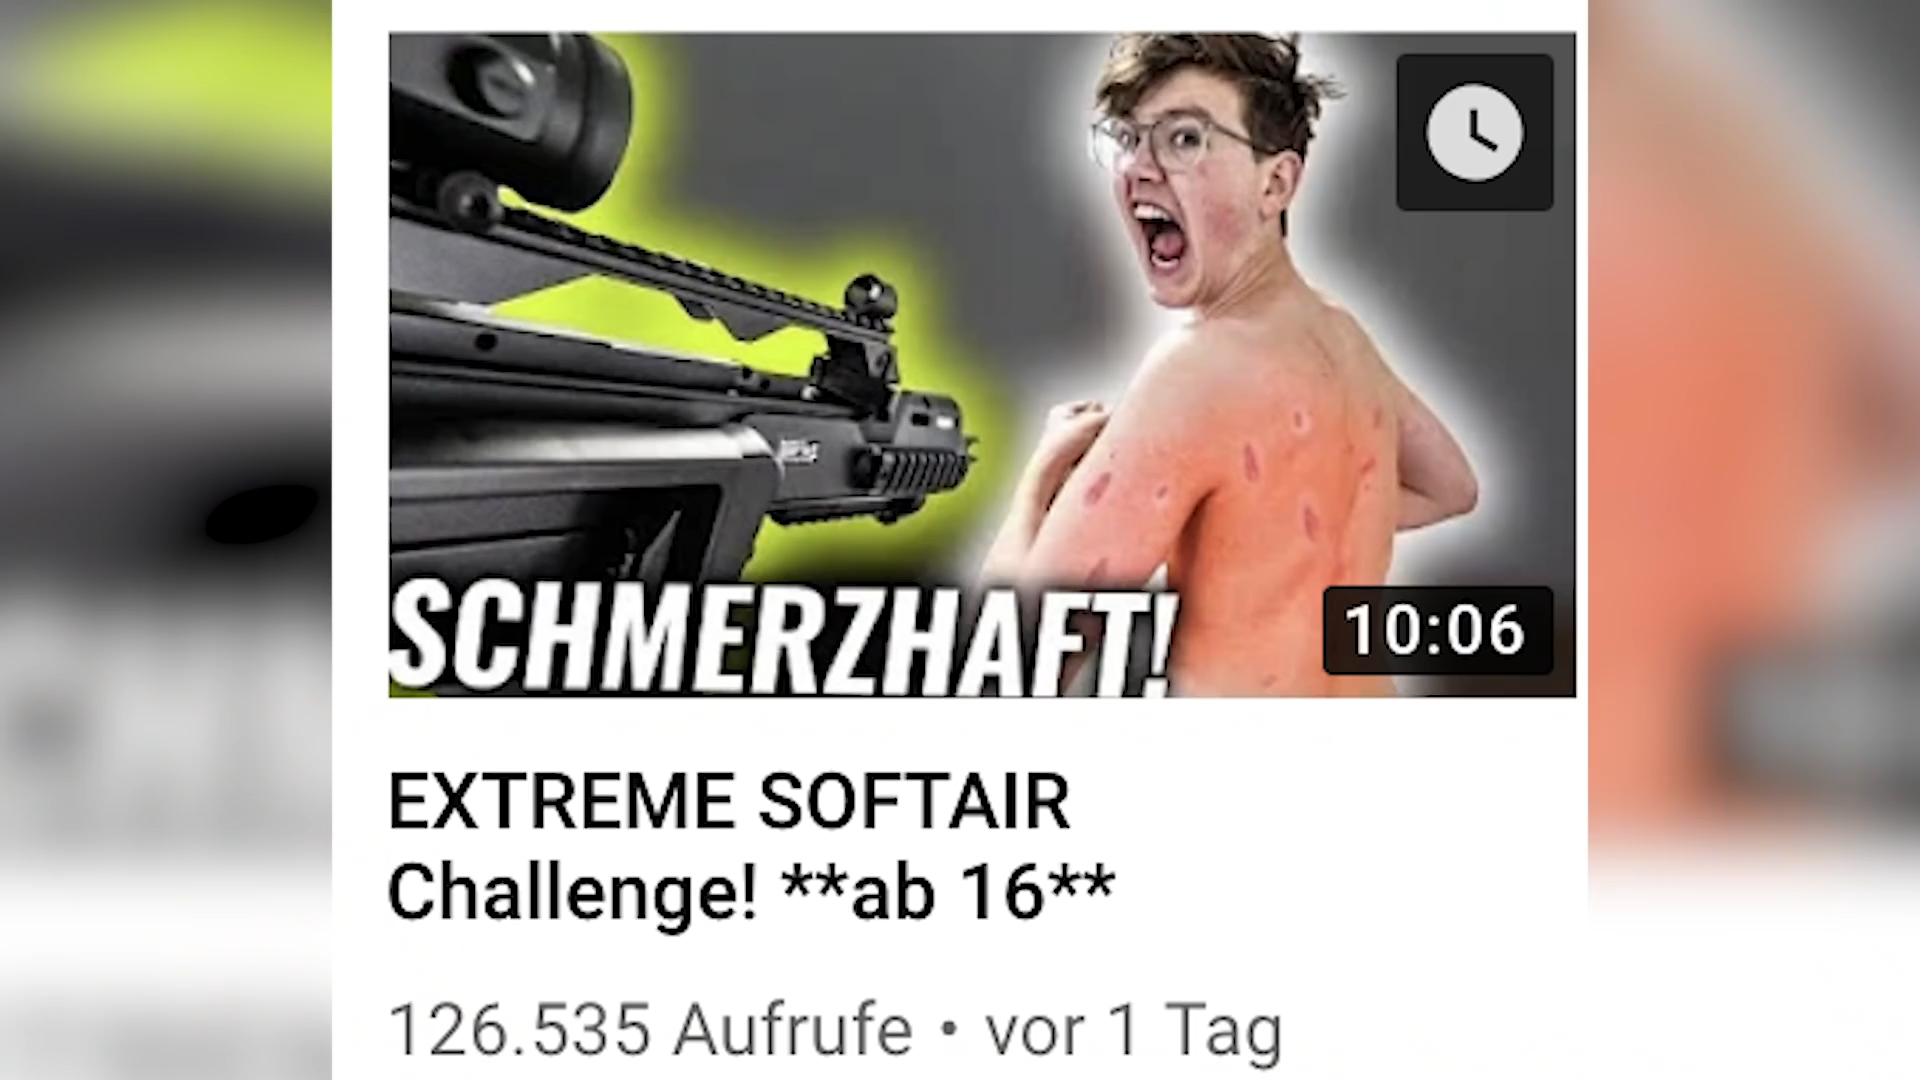 SCHMERZHAFT!
10:06
EXTREME SOFTAIR
Challenge! **ab 16**
126.535 Aufrufe • vor 1 Tag